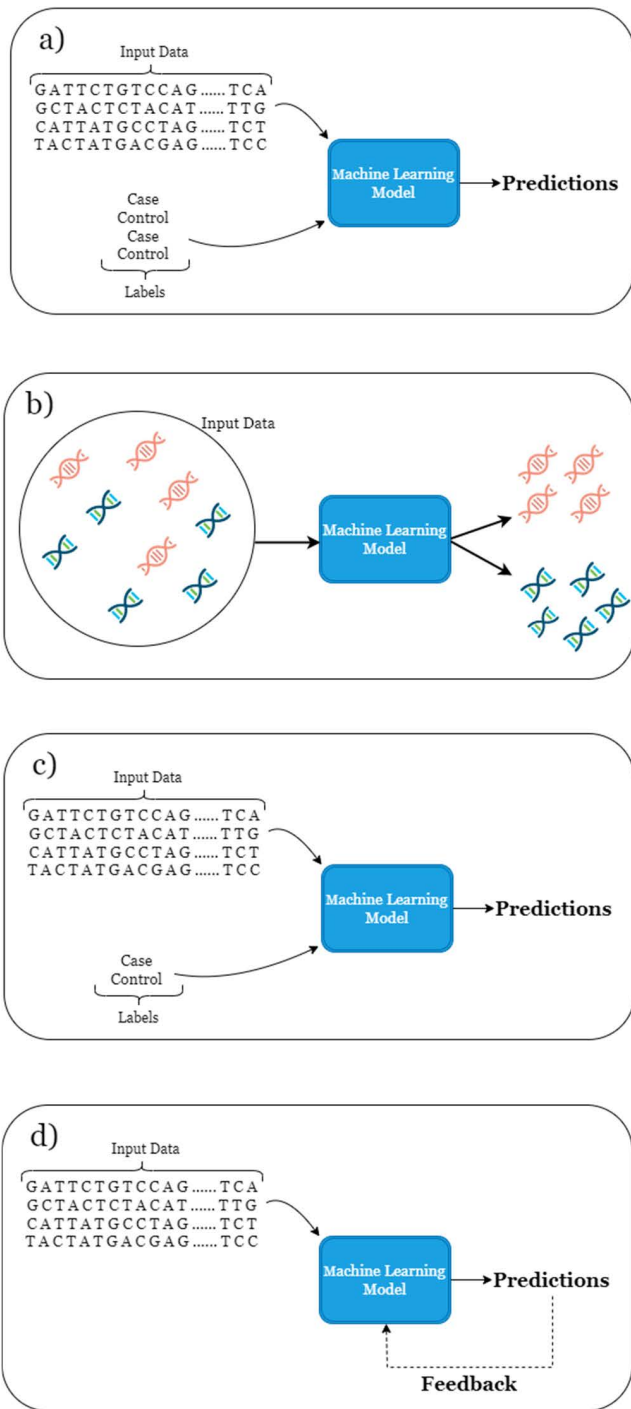 a)
Input Data
GATTCTGTCCAG......TCA
GCTACTCTACAT......TTG
CATTATGCCTAG......TCT
TACTATGACGAG......TCC
Case
Control
Case
Control
Labels
Machine Learning
Model
Predictions
b)
Input Data
Machine Learning
Model
c)
Input Data
GATTCTGTCCAG......TCA
GCTACTCTACAT......TTG
CATTATGCCTAG......TCT
TACTATGACGAG......TCC
Case
Control
Labels
Machine Learning
Model
Predictions
d)
Input Data
GATTCTGTCCAG......TCA
GCTACTCTACAT......TTG
CATTATGCCTAG......TCT
TACTATGACGAG......TCC
Machine Learning
Model
Predictions
Feedback